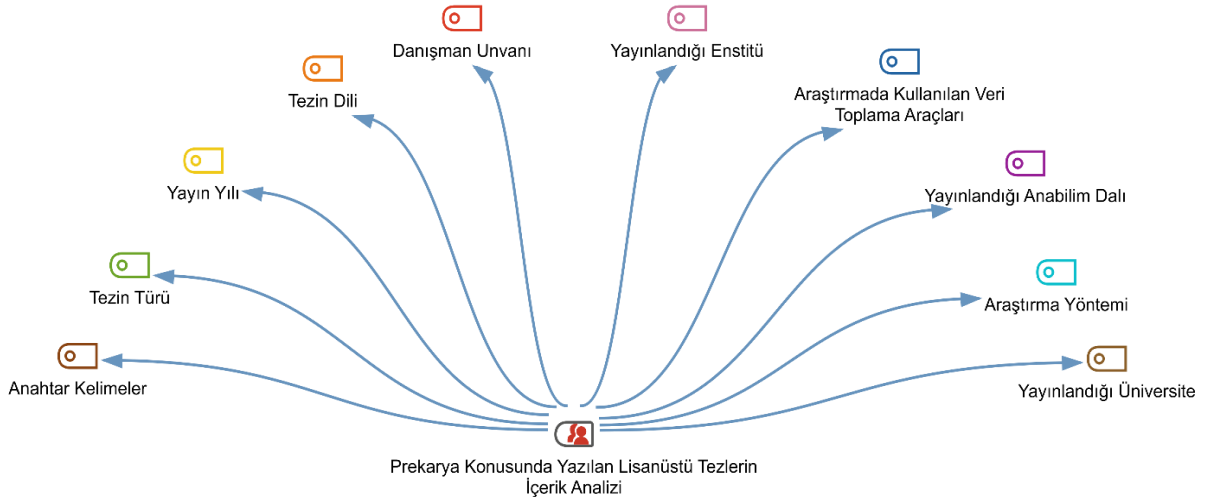 Danışman Unvanı
Yayınlandığı Enstitü
Tezin Dili
Araştırmada Kullanılan Veri
Toplama Araçları
Yayın Yılı
Yayınlandığı Anabilim Dalı
Tezin Türü
Araştırma Yöntemi
Anahtar Kelimeler
Yayınlandığı Üniversite
Prekarya Konusunda Yazılan Lisanüstü Tezlerin
İçerik Analizi